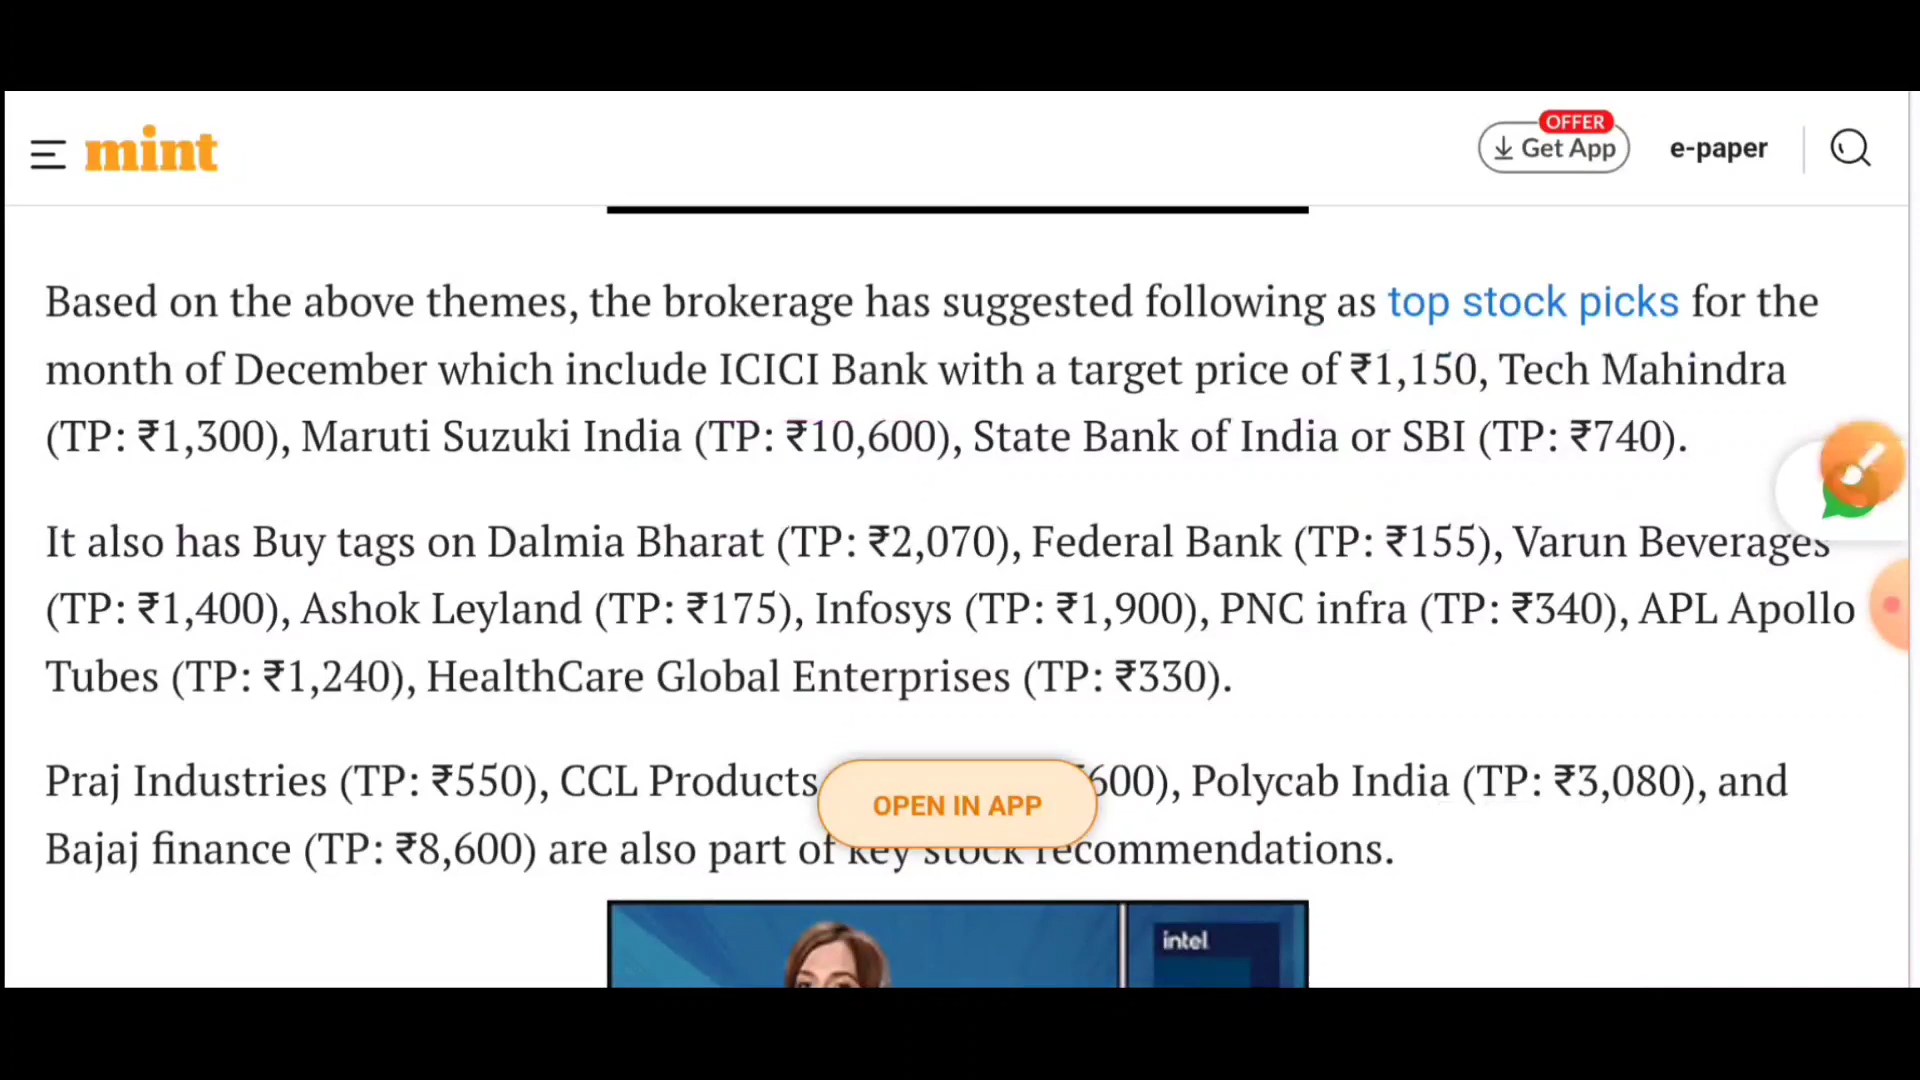 mint
OFFER
Get App
e-paper
Based on the above themes, the brokerage has suggested following as top stock picks for the
month of December which include ICICI Bank with a target price of ₹1,150, Tech Mahindra
(TP: ₹1,300), Maruti Suzuki India (TP: ₹10,600), State Bank of India or SBI (TP: ₹740).
It also has Buy tags on Dalmia Bharat (TP: ₹2,070), Federal Bank (TP: ₹155), Varun Beverages
(TP: ₹1,400), Ashok Leyland (TP: ₹175), Infosys (TP: ₹1,900), PNC infra (TP: ₹340), APL Apollo
Tubes (TP: ₹1,240), HealthCare Global Enterprises (TP: ₹330).
Praj Industries (TP: ₹550), CCL Products 600), Polycab India (TP: ₹3,080), and
OPEN IN APP
Bajaj finance (TP: ₹8,600) are also part of key stock recommendations.
intel